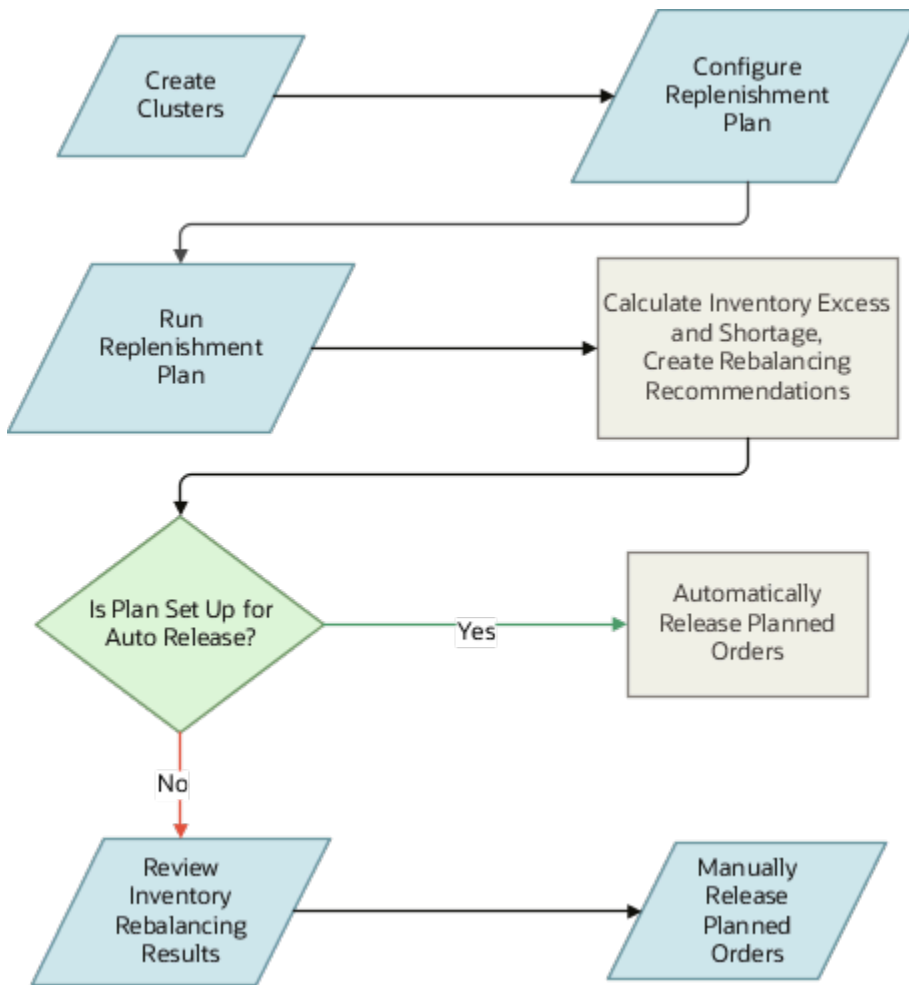 Create
Clusters
Configure
Replenishment
Plan
Run
Replenishment
Plan
Calculate Inventory Excess
and Shortage,
Create Rebalancing
Recommendations
Is Plan Set Up for
Auto Release?
Yes
Automatically
Release Planned
Orders
No
Review
Inventory
Rebalancing
Results
Manually
Release
Planned
Orders